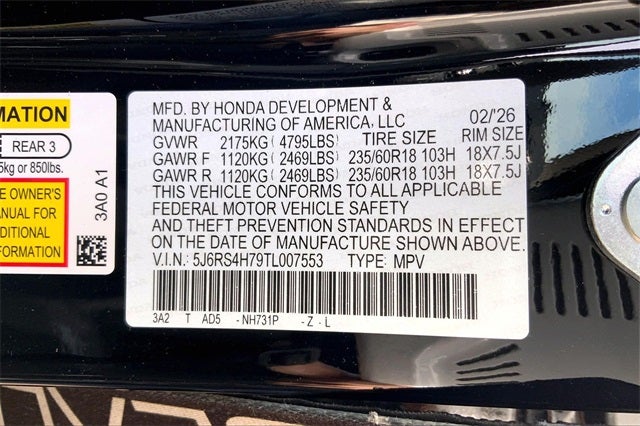 MATION
REAR 3
5kg or 850lbs.
E OWNER'S
ANUAL FOR
DITIONAL
FORMATION
3A0 A1
MFD. BY HONDA DEVELOPMENT &
MANUFACTURING OF AMERICA, LLC 02/'26
GVWR 2175KG(4795LBS) TIRE SIZE RIM SIZE
GAWR F 1120KG(2469LBS) 235/60R18 103H 18X7.5J
GAWR R 1120KG(2469LBS) 235/60R18 103H 18X7.5J
THIS VEHICLE CONFORMS TO ALL APPLICABLE
FEDERAL MOTOR VEHICLE SAFETY
AND THEFT PREVENTION STANDARDS IN EFFECT
ON THE DATE OF MANUFACTURE SHOWN ABOVE.
V.I.N.: 5J6RS4H79TL007553 TYPE: MPV
3A2 T AD5 -NH731P -Z-L